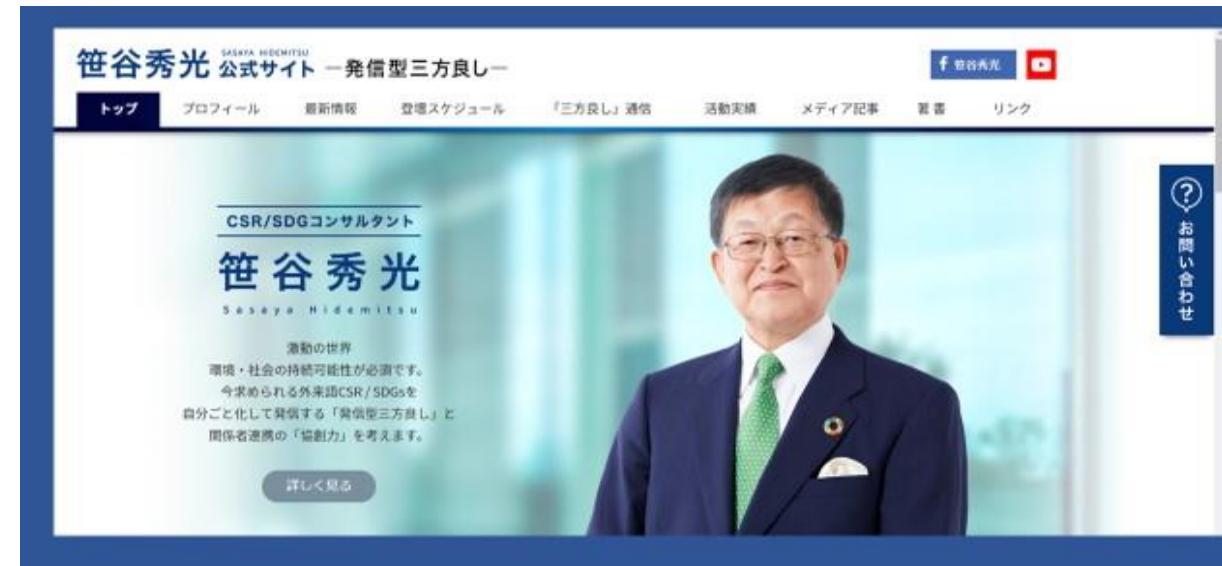 笹谷秀光 公式サイト ―発信型三方良し―
SASAYA HIDEMITSU
笹谷秀光
トップ プロフィール 最新情報 登壇スケジュール 「三方良し」通信 活動実績 メディア記事 著書 リンク
CSR/SDGコンサルタント
笹谷秀光
Sasaya Hidemitsu
激動の世界
環境・社会の持続可能性が必須です。
今求められる外来語CSR/SDGsを
自分ごと化して発信する「発信型三方良し」と
関係者連携の「協創力」を考えます。
詳しく見る
お問い合わせ